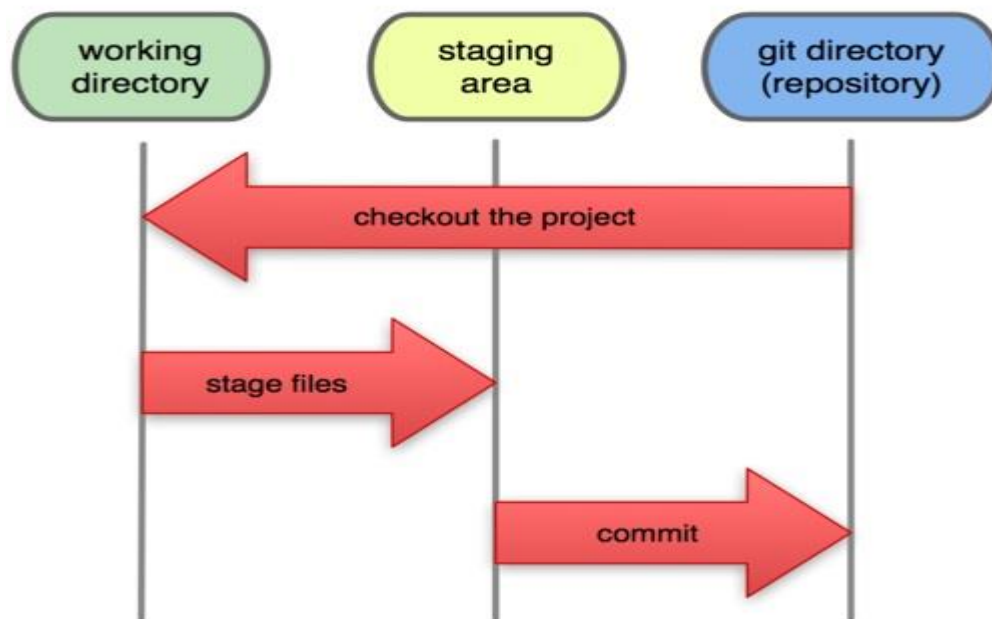 working
directory
staging
area
git directory
(repository)
checkout the project
stage files
commit